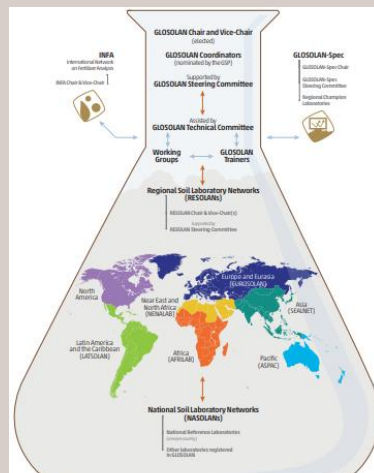 GLOSOLAN Chair and Vice-Chair
(elected)
GLOSOLAN Coordinators
(nominated by the GSP)
Supported by
GLOSOLAN Steering Committee
Assisted by
GLOSOLAN Technical Committee
Working
Groups
GLOSOLAN
Trainers
INFA
International Network
on Fertilizer Analysis
INFA Chair & Vice-Chair
GLOSOLAN-Spec
GLOSOLAN-Spec Chair
GLOSOLAN-Spec
Steering Committee
Regional Champion
Laboratories
Regional Soil Laboratory Networks
(RESOLANs)
RESOLAN Chair & Vice-Chair(s)
supported by
RESOLAN Steering Committee
North
America
Europe and Eurasia
(EUROSOLAN)
Near East and
North Africa
(NENALAB)
Asia
(SEALNET)
Latin America
and the Caribbean
(LATSOLAN)
Africa
(AFRILAB)
Pacific
(ASPAC)
National Soil Laboratory Networks
(NASOLANs)
National Reference Laboratories
Other laboratories registered
in GLOSOLAN